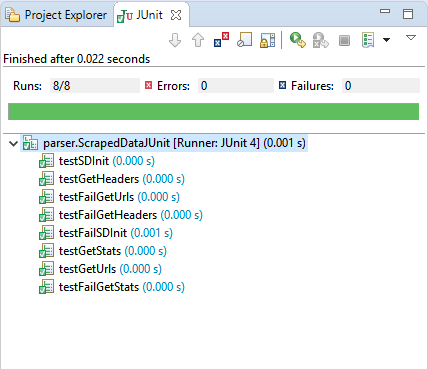 Project Explorer JUnit
Finished after 0.022 seconds
Runs: 8/8 Errors: 0 Failures: 0
parser.ScrapedDataJUnit [Runner: JUnit 4] (0.001 s)
testSDInit (0.000 s)
testGetHeaders (0.000 s)
testFailGetUrls (0.000 s)
testFailGetHeaders (0.000 s)
testFailSDInit (0.001 s)
testGetStats (0.000 s)
testGetUrls (0.000 s)
testFailGetStats (0.000 s)